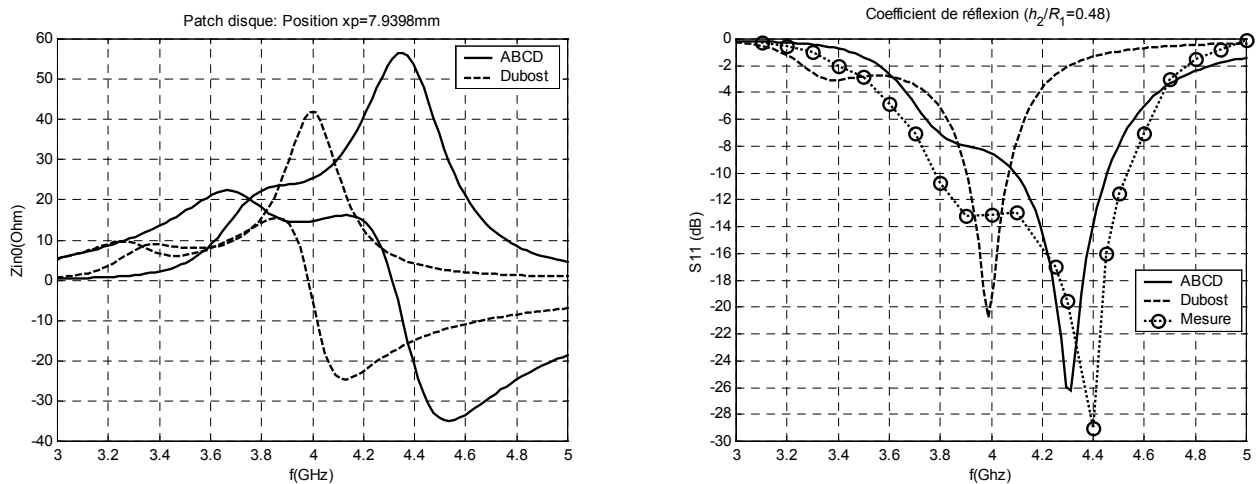 Patch disque: Position xp=7.9398mm
60
50
40
30
20
10
0
-10
-20
-30
-40
ZIn0(Ohm)
ABCD
Dubost
3 3.2 3.4 3.6 3.8 4 4.2 4.4 4.6 4.8 5
f(GHz)
Coefficient de réflexion (h2/R1=0.48)
0
-2
-4
-6
-8
-10
-12
-14
-16
-18
-20
-22
-24
-26
-28
-30
S11 (dB)
ABCD
Dubost
Mesure
3 3.2 3.4 3.6 3.8 4 4.2 4.4 4.6 4.8 5
f(Ghz)